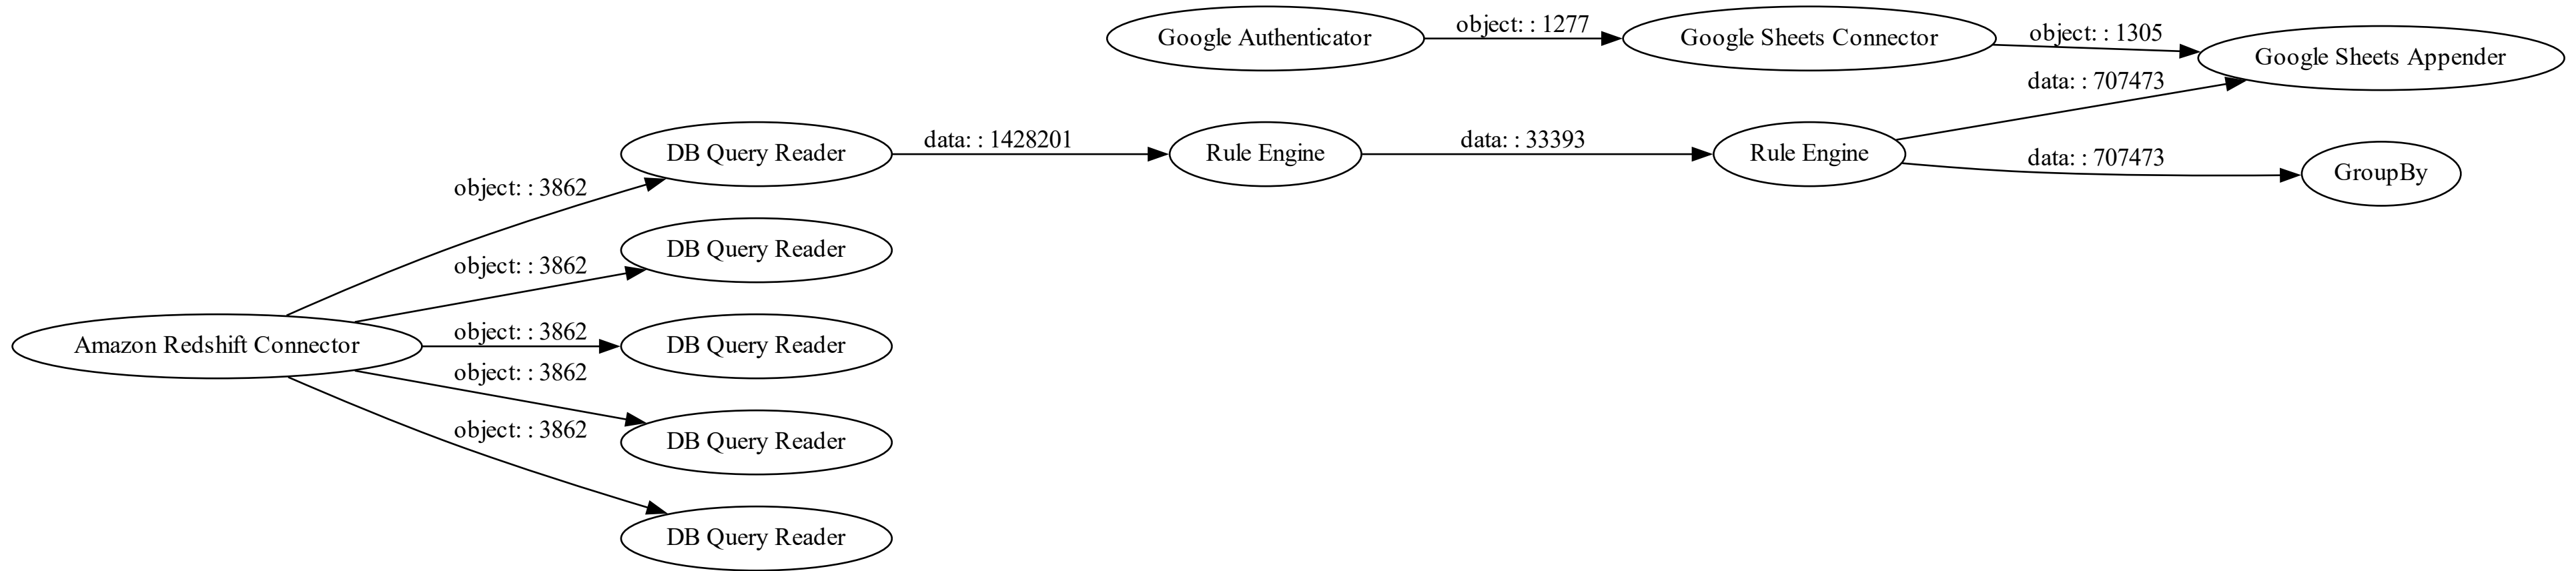 Google Authenticator
object: : 1277
Google Sheets Connector
object: : 1305
Google Sheets Appender
data: : 707473
DB Query Reader
data: : 1428201
Rule Engine
data: : 33393
Rule Engine
data: : 707473
GroupBy
object: : 3862
DB Query Reader
object: : 3862
Amazon Redshift Connector
object: : 3862
DB Query Reader
object: : 3862
DB Query Reader
object: : 3862
DB Query Reader